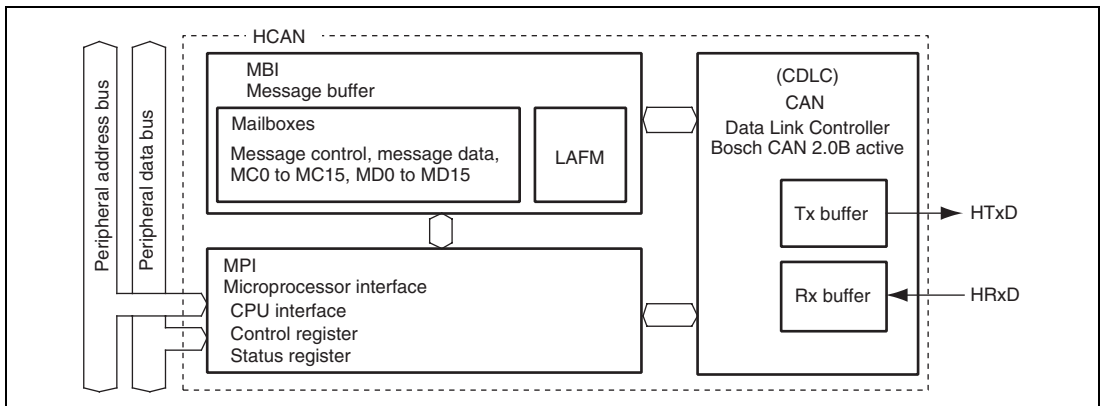 HCAN
Peripheral address bus
Peripheral data bus
MBI
Message buffer
Mailboxes
Message control, message data,
MC0 to MC15, MD0 to MD15
LAFM
MPI
Microprocessor interface
CPU interface
Control register
Status register
(CDLC)
CAN
Data Link Controller
Bosch CAN 2.0B active
Tx buffer
HTxD
Rx buffer
HRxD